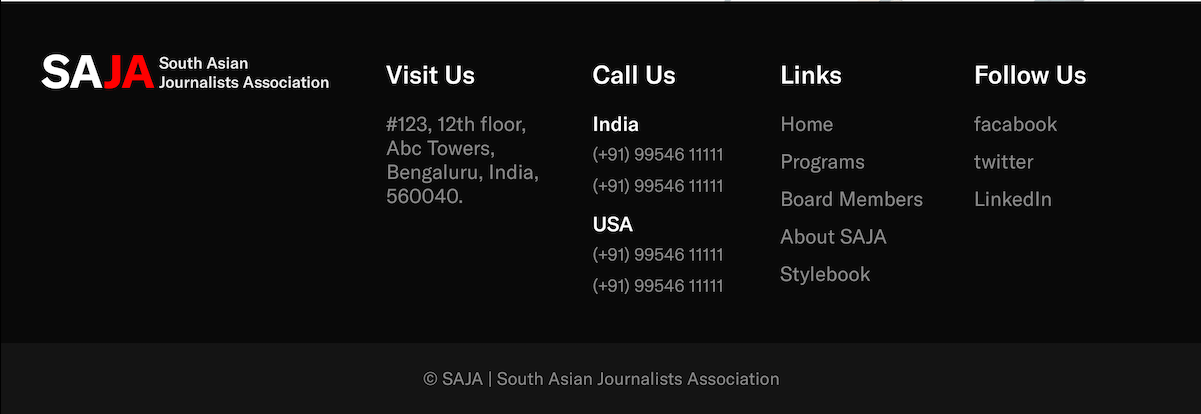 SAJA
South Asian
Journalists Association
Visit Us
#123, 12th floor,
Abc Towers,
Bengaluru, India,
560040.
Call Us
India
(+91) 99546 11111
(+91) 99546 11111
USA
(+91) 99546 11111
(+91) 99546 11111
Links
Home
Programs
Board Members
About SAJA
Stylebook
Follow Us
facabook
twitter
LinkedIn
© SAJA | South Asian Journalists Association